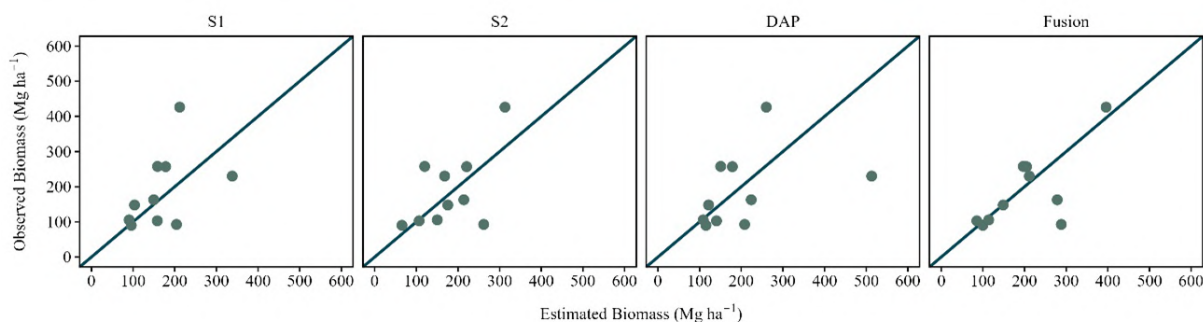 S1 S2 DAP Fusion
Observed Biomass (Mg ha⁻¹)
600
500
400
300
200
100
0
0 100 200 300 400 500 600 0 100 200 300 400 500 600 0 100 200 300 400 500 600 0 100 200 300 400 500 600
Estimated Biomass (Mg ha⁻¹)